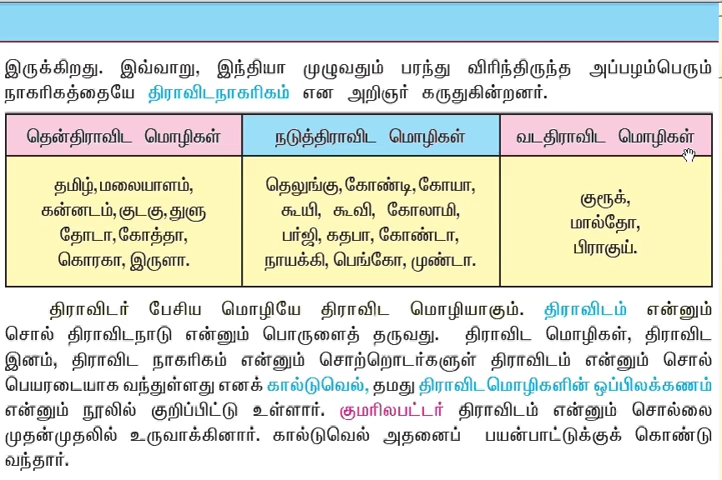 இருக்கிறது. இவ்வாறு, இந்தியா முழுவதும் பரந்து விரிந்திருந்த அப்பழம்பெரும்
நாகரிகத்தையே திராவிடநாகரிகம் என அறிஞர் கருதுகின்றனர்.
தென்திராவிட மொழிகள்
தமிழ்,மலையாளம்,
கன்னடம்,குடகு,துளு
தோடா,கோத்தா,
கொரகா, இருளா.
நடுத்திராவிட மொழிகள்
தெலுங்கு,கோண்டி,கோயா,
கூயி, கூவி, கோலாமி,
பர்ஜி, கதபா, கோண்டா,
நாயக்கி, பெங்கோ, முண்டா.
வடதிராவிட மொழிகள்
குரூக்,
மால்தோ,
பிராகுய்.
திராவிடர் பேசிய மொழியே திராவிட மொழியாகும். திராவிடம் என்னும்
சொல் திராவிடநாடு என்னும் பொருளைத் தருவது. திராவிட மொழிகள், திராவிட
இனம், திராவிட நாகரிகம் என்னும் சொற்றொடர்களுள் திராவிடம் என்னும் சொல்
பெயரடையாக வந்துள்ளது எனக் கால்டுவெல், தமது திராவிடமொழிகளின் ஒப்பிலக்கணம்
என்னும் நூலில் குறிப்பிட்டு உள்ளார். குமரிலபட்டர் திராவிடம் என்னும் சொல்லை
முதன்முதலில் உருவாக்கினார். கால்டுவெல் அதனைப் பயன்பாட்டுக்குக் கொண்டு
வந்தார்.